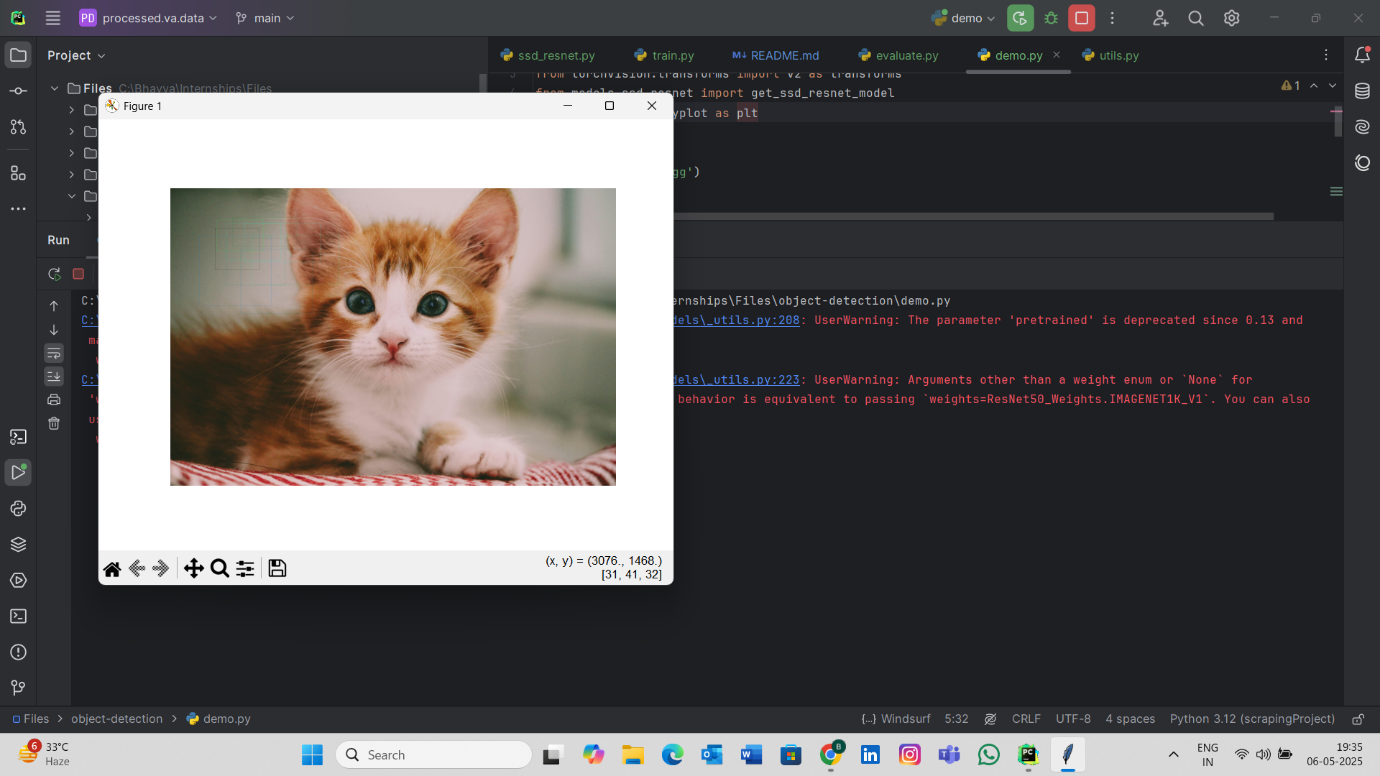 PD processed.va.data main demo
Project
ssd_resnet.py train.py M↓ README.md evaluate.py demo.py utils.py
Files C:\Bhavya\Internships\Files
from torchvision.transforms import v2 as transforms
from models.ssd_resnet import get_ssd_resnet_model
1
Figure 1
yplot as plt
gg')
Run
C:\ ernships\Files\object-detection\demo.py
C: dels\_utils.py:208: UserWarning: The parameter 'pretrained' is deprecated since 0.13 and
ma
C: dels\_utils.py:223: UserWarning: Arguments other than a weight enum or `None` for
behavior is equivalent to passing `weights=ResNet50_Weights.IMAGENET1K_V1`. You can also
us
(x, y) = (3076., 1468.)
[31, 41, 32]
Files > object-detection > demo.py
{...} Windsurf 5:32 CRLF UTF-8 4 spaces Python 3.12 (scrapingProject)
6 33°C
Haze
Search
ENG
IN
19:35
06-05-2025